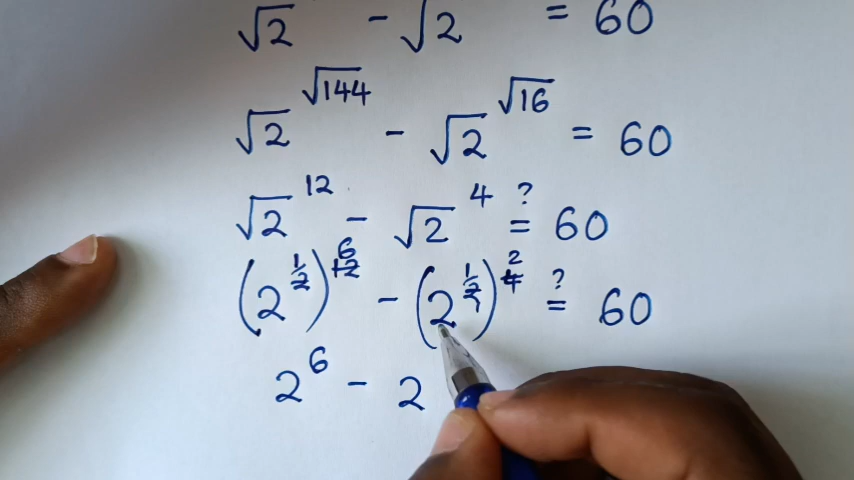 √2 - √2 = 60
√2^√144 - √2^√16 = 60
√2^12 - √2^4 ?= 60
(2^1/2)^12 6 - (2^1/2 1)^4 2 ?= 60
2^6 - 2